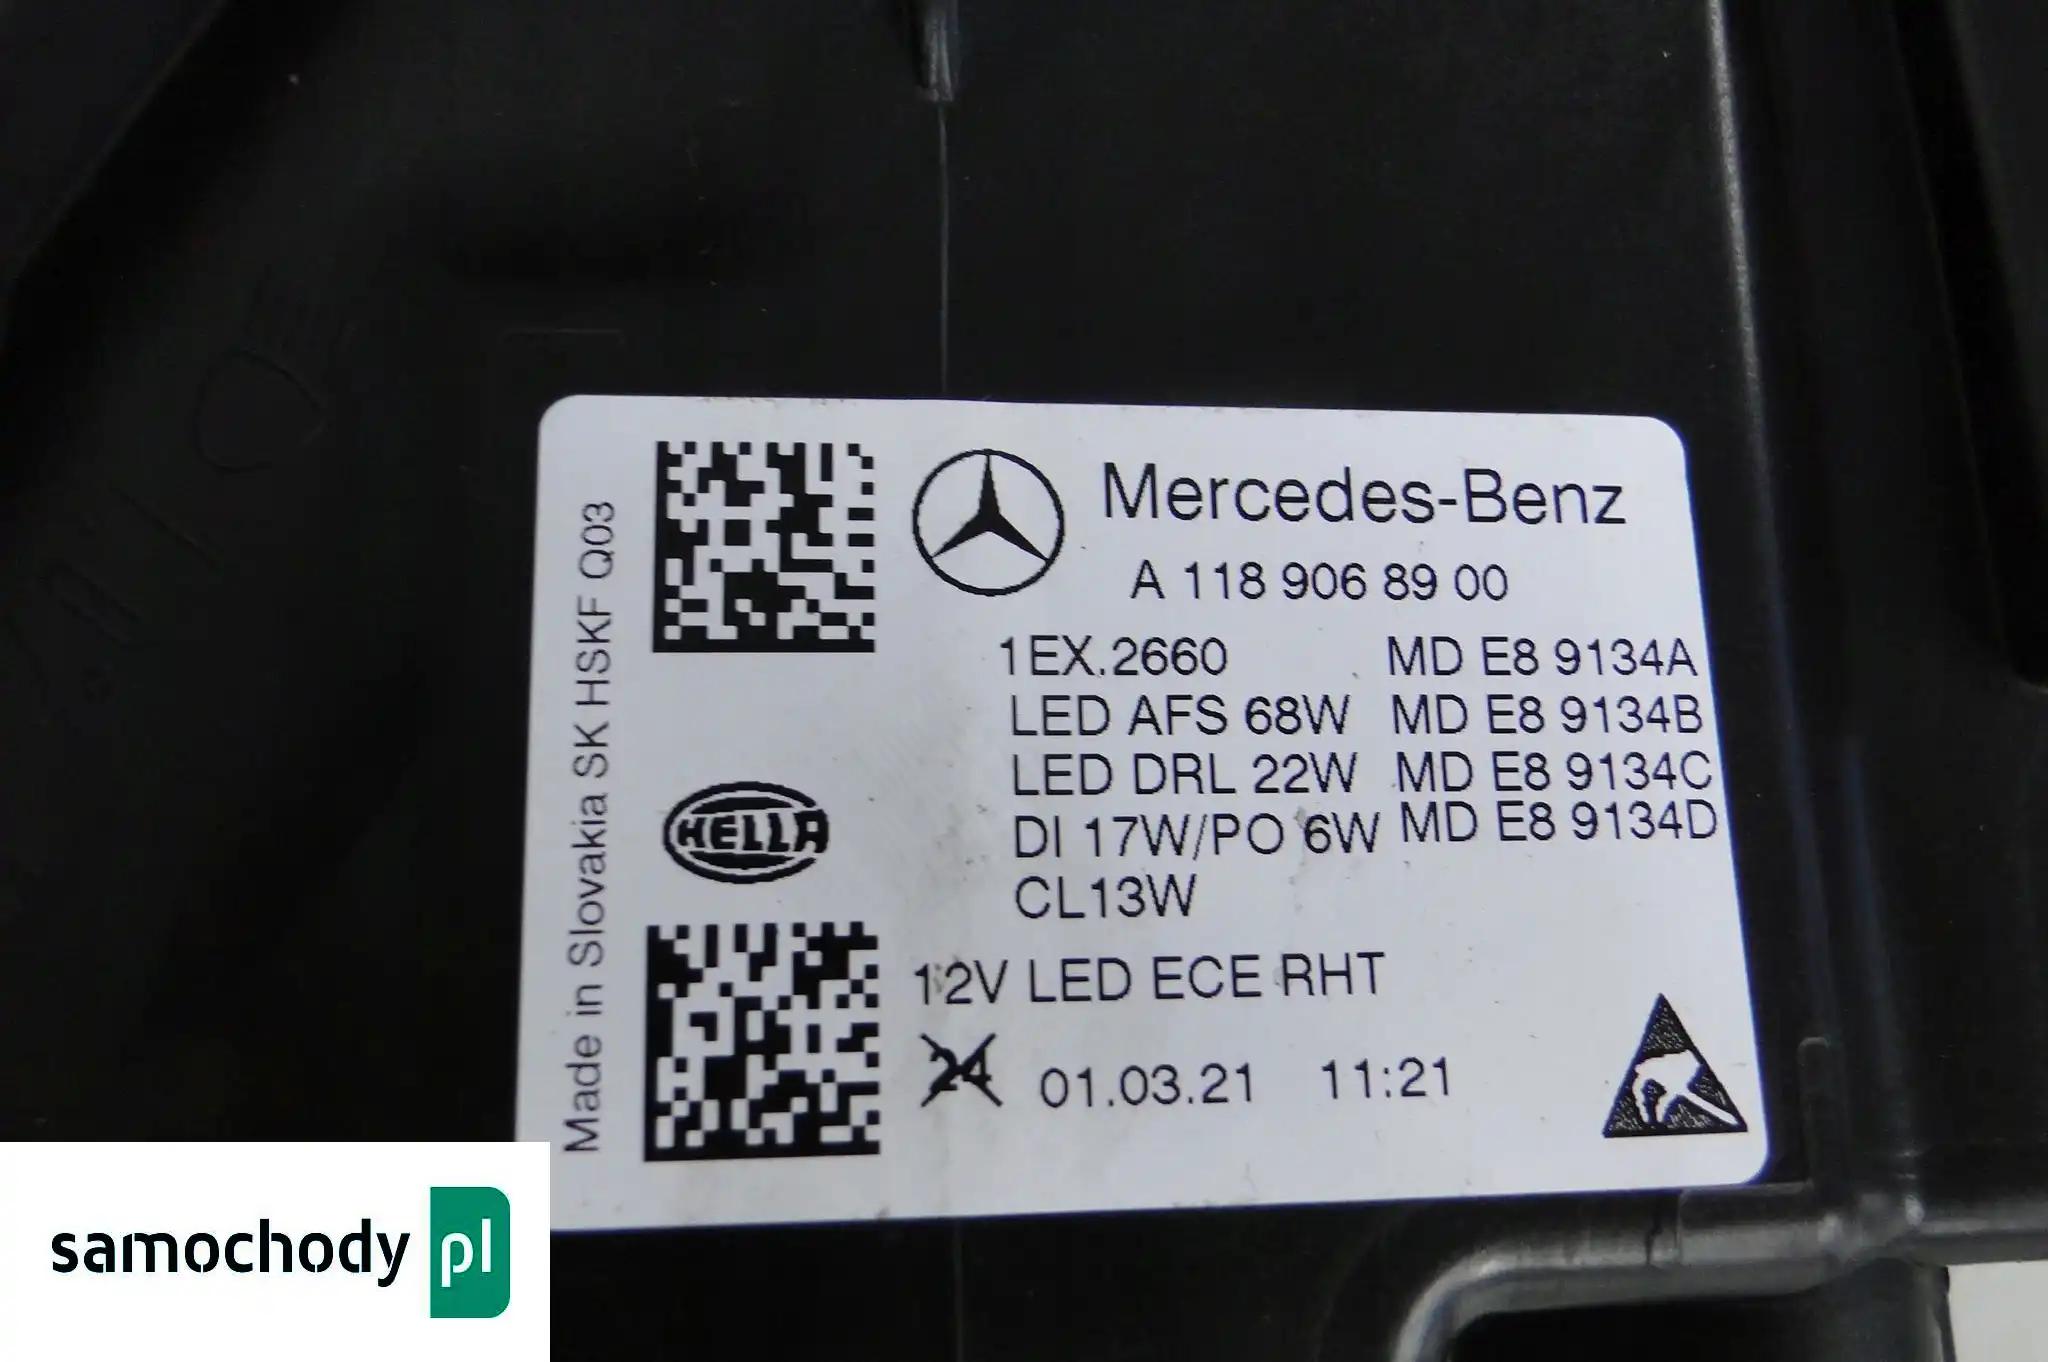 Made in Slovakia SK HSKF Q03
Mercedes-Benz
A 118 906 89 00
1EX.2660 MD E8 9134A
LED AFS 68W MD E8 9134B
LED DRL 22W MD E8 9134C
DI 17W/PO 6W MD E8 9134D
CL13W
HELLA
12V LED ECE RHT
24 01.03.21 11:21
samochody pl